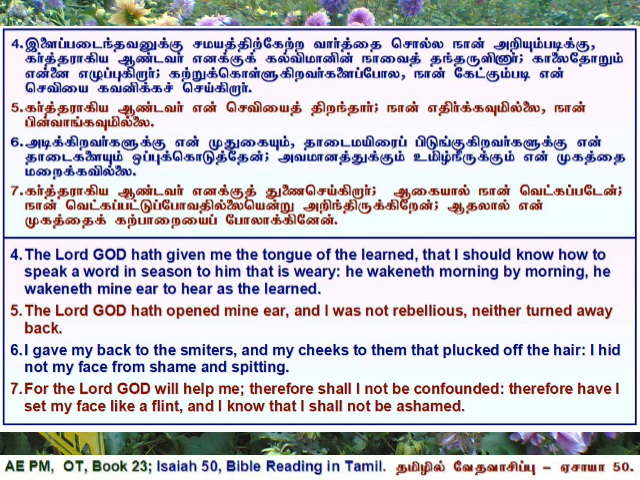 4.இளைப்படைந்தவனுக்கு சமயத்திற்கேற்ற வார்த்தை சொல்ல நான் அறியும்படிக்கு,
கர்த்தராகிய ஆண்டவர் எனக்குக் கல்விமானின் நாவைத் தந்தருளினார்; காலைதோறும்
என்னை எழுப்புகிறார்; கற்றுக்கொள்ளுகிறவர்களைப்போல, நான் கேட்கும்படி என்
செவியை கவனிக்கச் செய்கிறார்.
5.கர்த்தராகிய ஆண்டவர் என் செவியைத் திறந்தார்; நான் எதிர்க்கவுமில்லை, நான்
பின்வாங்கவுமில்லை.
6.அடிக்கிறவர்களுக்கு என் முதுகையும், தாடைமயிரைப் பிடுங்குகிறவர்களுக்கு என்
தாடைகளையும் ஒப்புக்கொடுத்தேன்; அவமானத்துக்கும் உமிழ்நீருக்கும் என் முகத்தை
மறைக்கவில்லை.
7.கர்த்தராகிய ஆண்டவர் எனக்குத் துணைசெய்கிறார்; ஆகையால் நான் வெட்கப்படேன்;
நான் வெட்கப்பட்டுப்போவதில்லையென்று அறிந்திருக்கிறேன்; ஆதலால் என்
முகத்தைக் கற்பாறையைப் போலாக்கினேன்.
4.The Lord GOD hath given me the tongue of the learned, that I should know how to
speak a word in season to him that is weary: he wakeneth morning by morning, he
wakeneth mine ear to hear as the learned.
5.The Lord GOD hath opened mine ear, and I was not rebellious, neither turned away
back.
6.I gave my back to the smiters, and my cheeks to them that plucked off the hair: I hid
not my face from shame and spitting.
7.For the Lord GOD will help me; therefore shall I not be confounded: therefore have I
set my face like a flint, and I know that I shall not be ashamed.
AE PM, OT, Book 23; Isaiah 50, Bible Reading in Tamil. தமிழில் வேதவாசிப்பு – ஏசாயா 50.